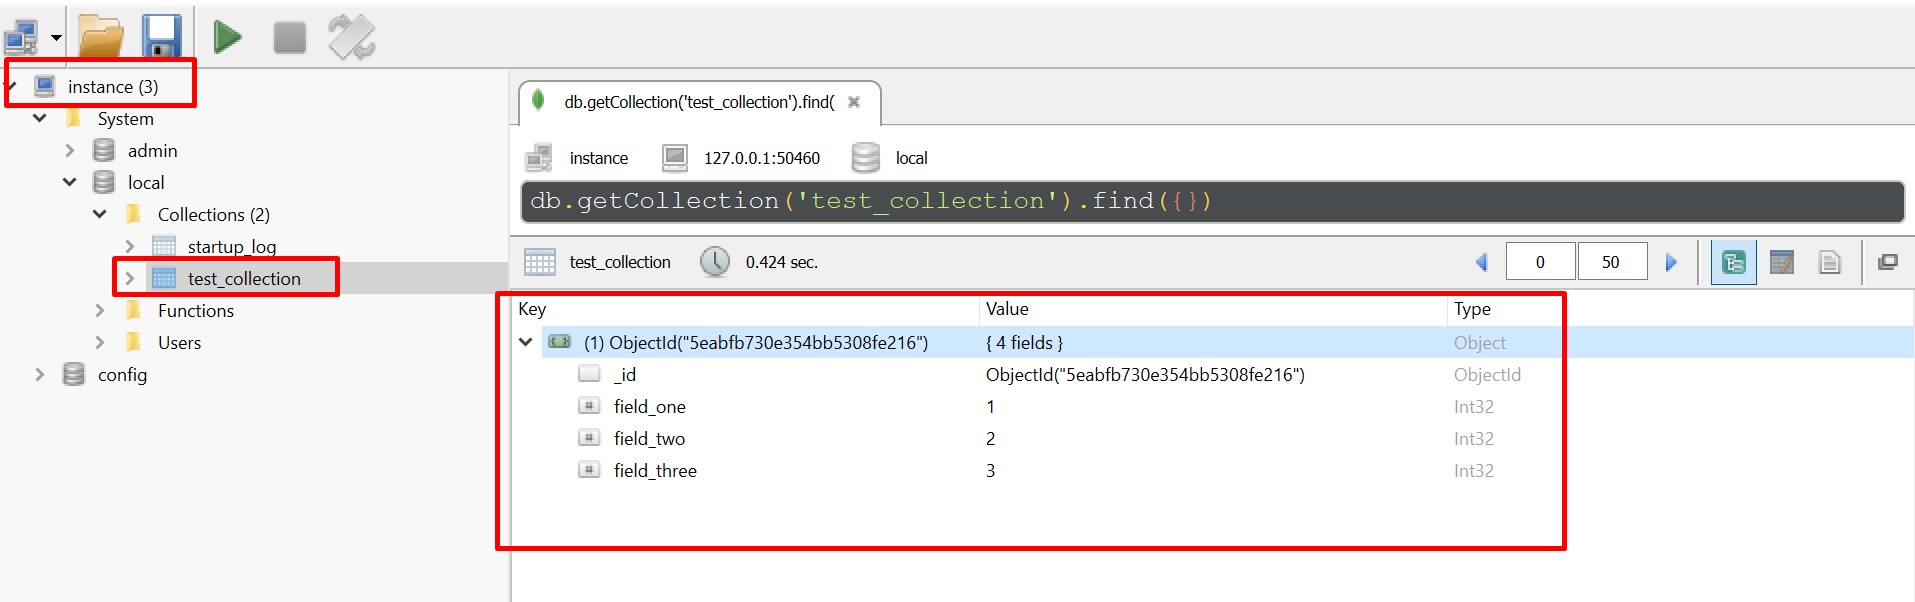 instance (3)
System
admin
local
Collections (2)
startup_log
test_collection
Functions
Users
config
db.getCollection('test_collection').find(
instance 127.0.0.1:50460 local
db.getCollection('test_collection').find({})
test_collection 0.424 sec. 0 50
Key Value Type
(1) ObjectId("5eabfb730e354bb5308fe216") { 4 fields } Object
_id ObjectId("5eabfb730e354bb5308fe216") ObjectId
field_one 1 Int32
field_two 2 Int32
field_three 3 Int32